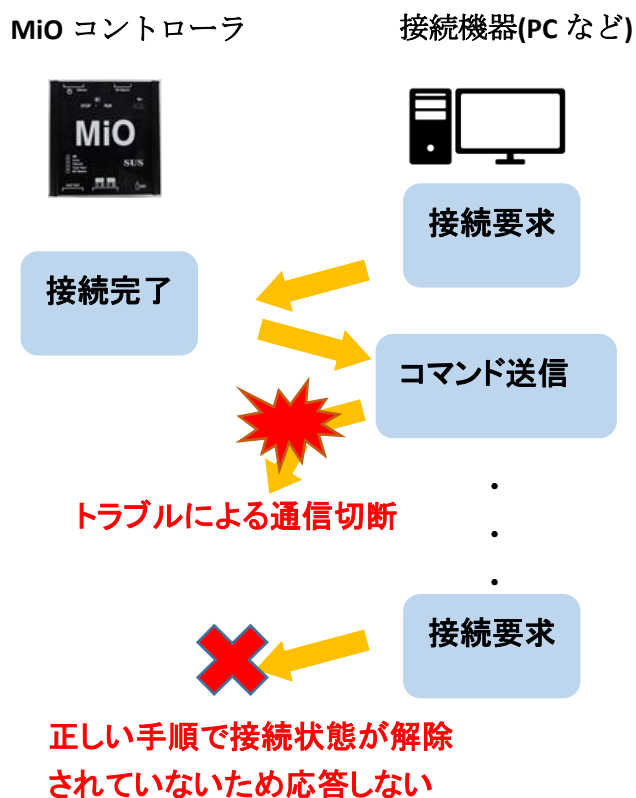 MiO コントローラ
接続機器(PC など)
MiO
SUS
接続要求
接続完了
コマンド送信
トラブルによる通信切断
・
・
・
接続要求
正しい手順で接続状態が解除
されていないため応答しない